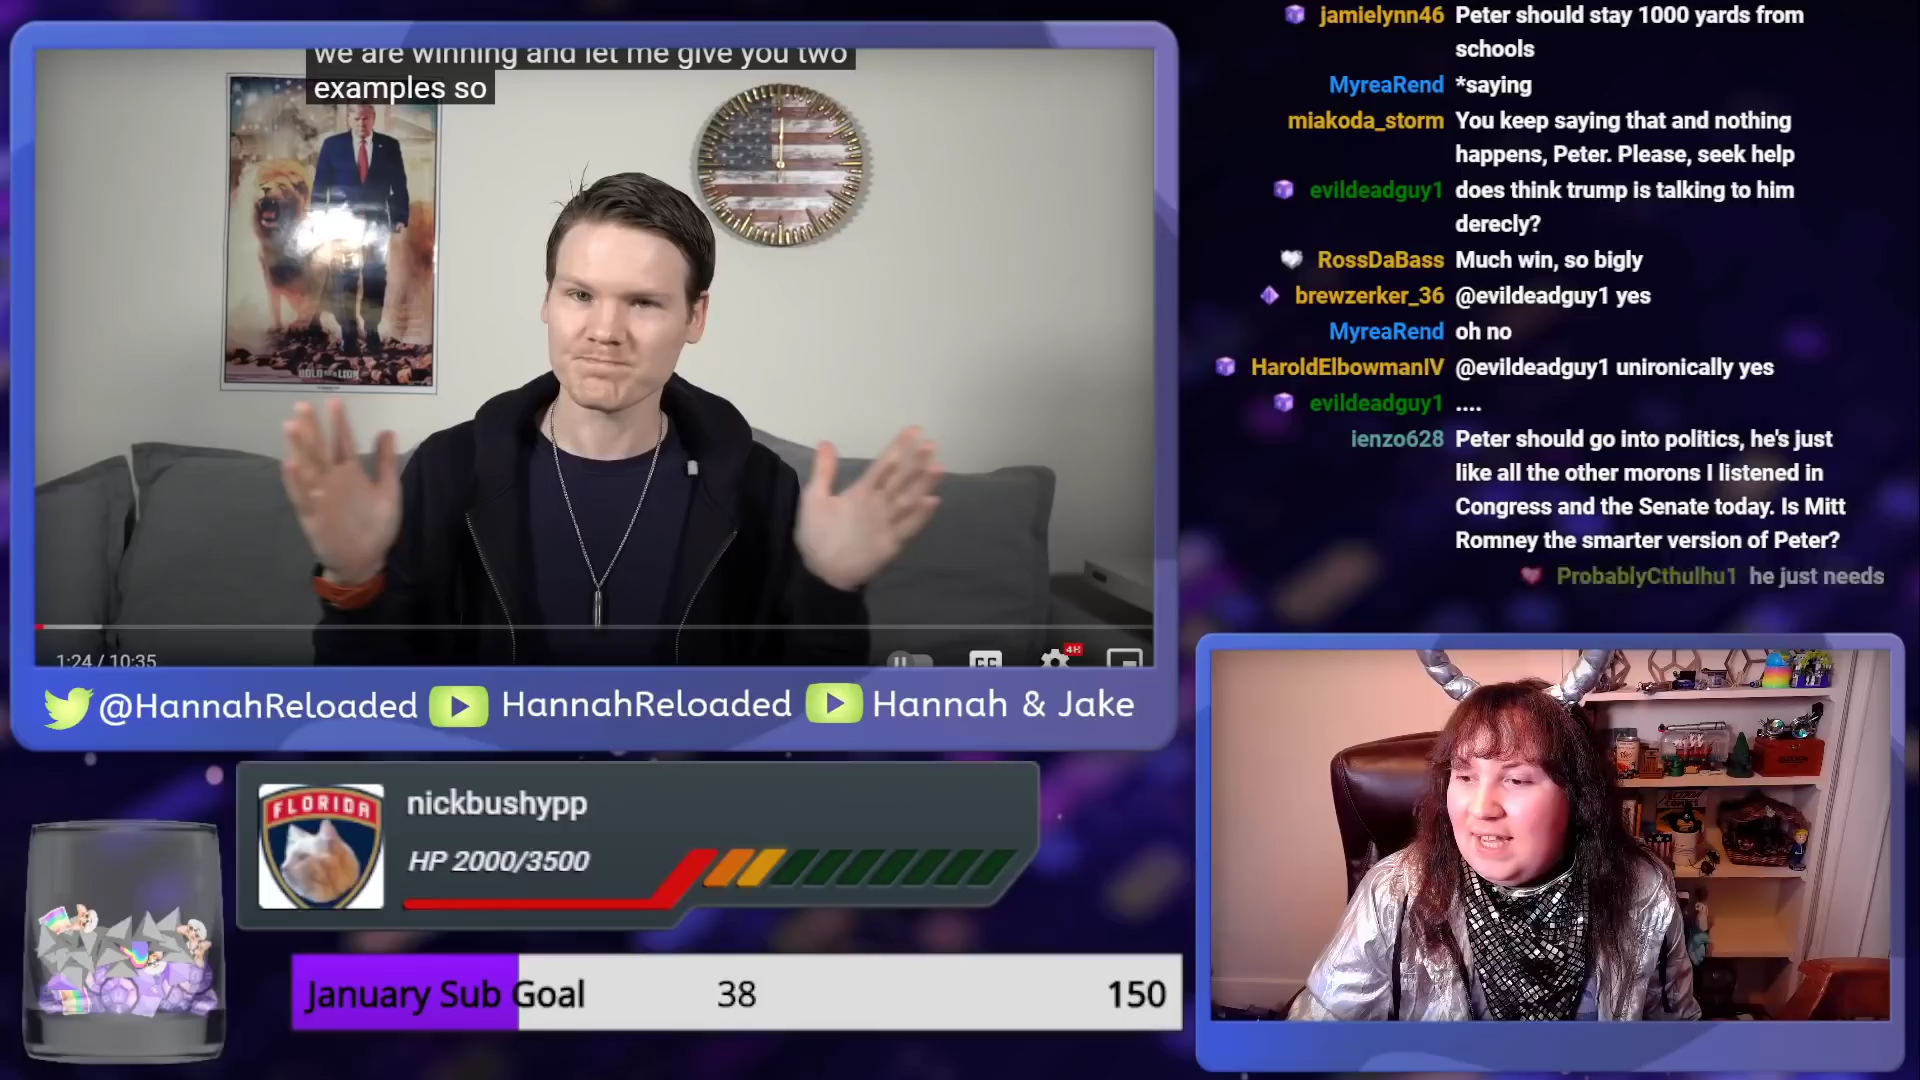 we are winning and let me give you two
examples so
1:24 / 10:35
CC
4K
@HannahReloaded HannahReloaded Hannah & Jake
jamielynn46 Peter should stay 1000 yards from
schools
MyreaRend *saying
miakoda_storm You keep saying that and nothing
happens, Peter. Please, seek help
evildeadguy1 does think trump is talking to him
derecly?
RossDaBass Much win, so bigly
brewzerker_36 @evildeadguy1 yes
MyreaRend oh no
HaroldElbowmanIV @evildeadguy1 unironically yes
evildeadguy1 ....
ienzo628 Peter should go into politics, he's just
like all the other morons I listened in
Congress and the Senate today. Is Mitt
Romney the smarter version of Peter?
ProbablyCthulhu1 he just needs
FLORIDA
nickbushypp
HP 2000/3500
January Sub Goal 38 150